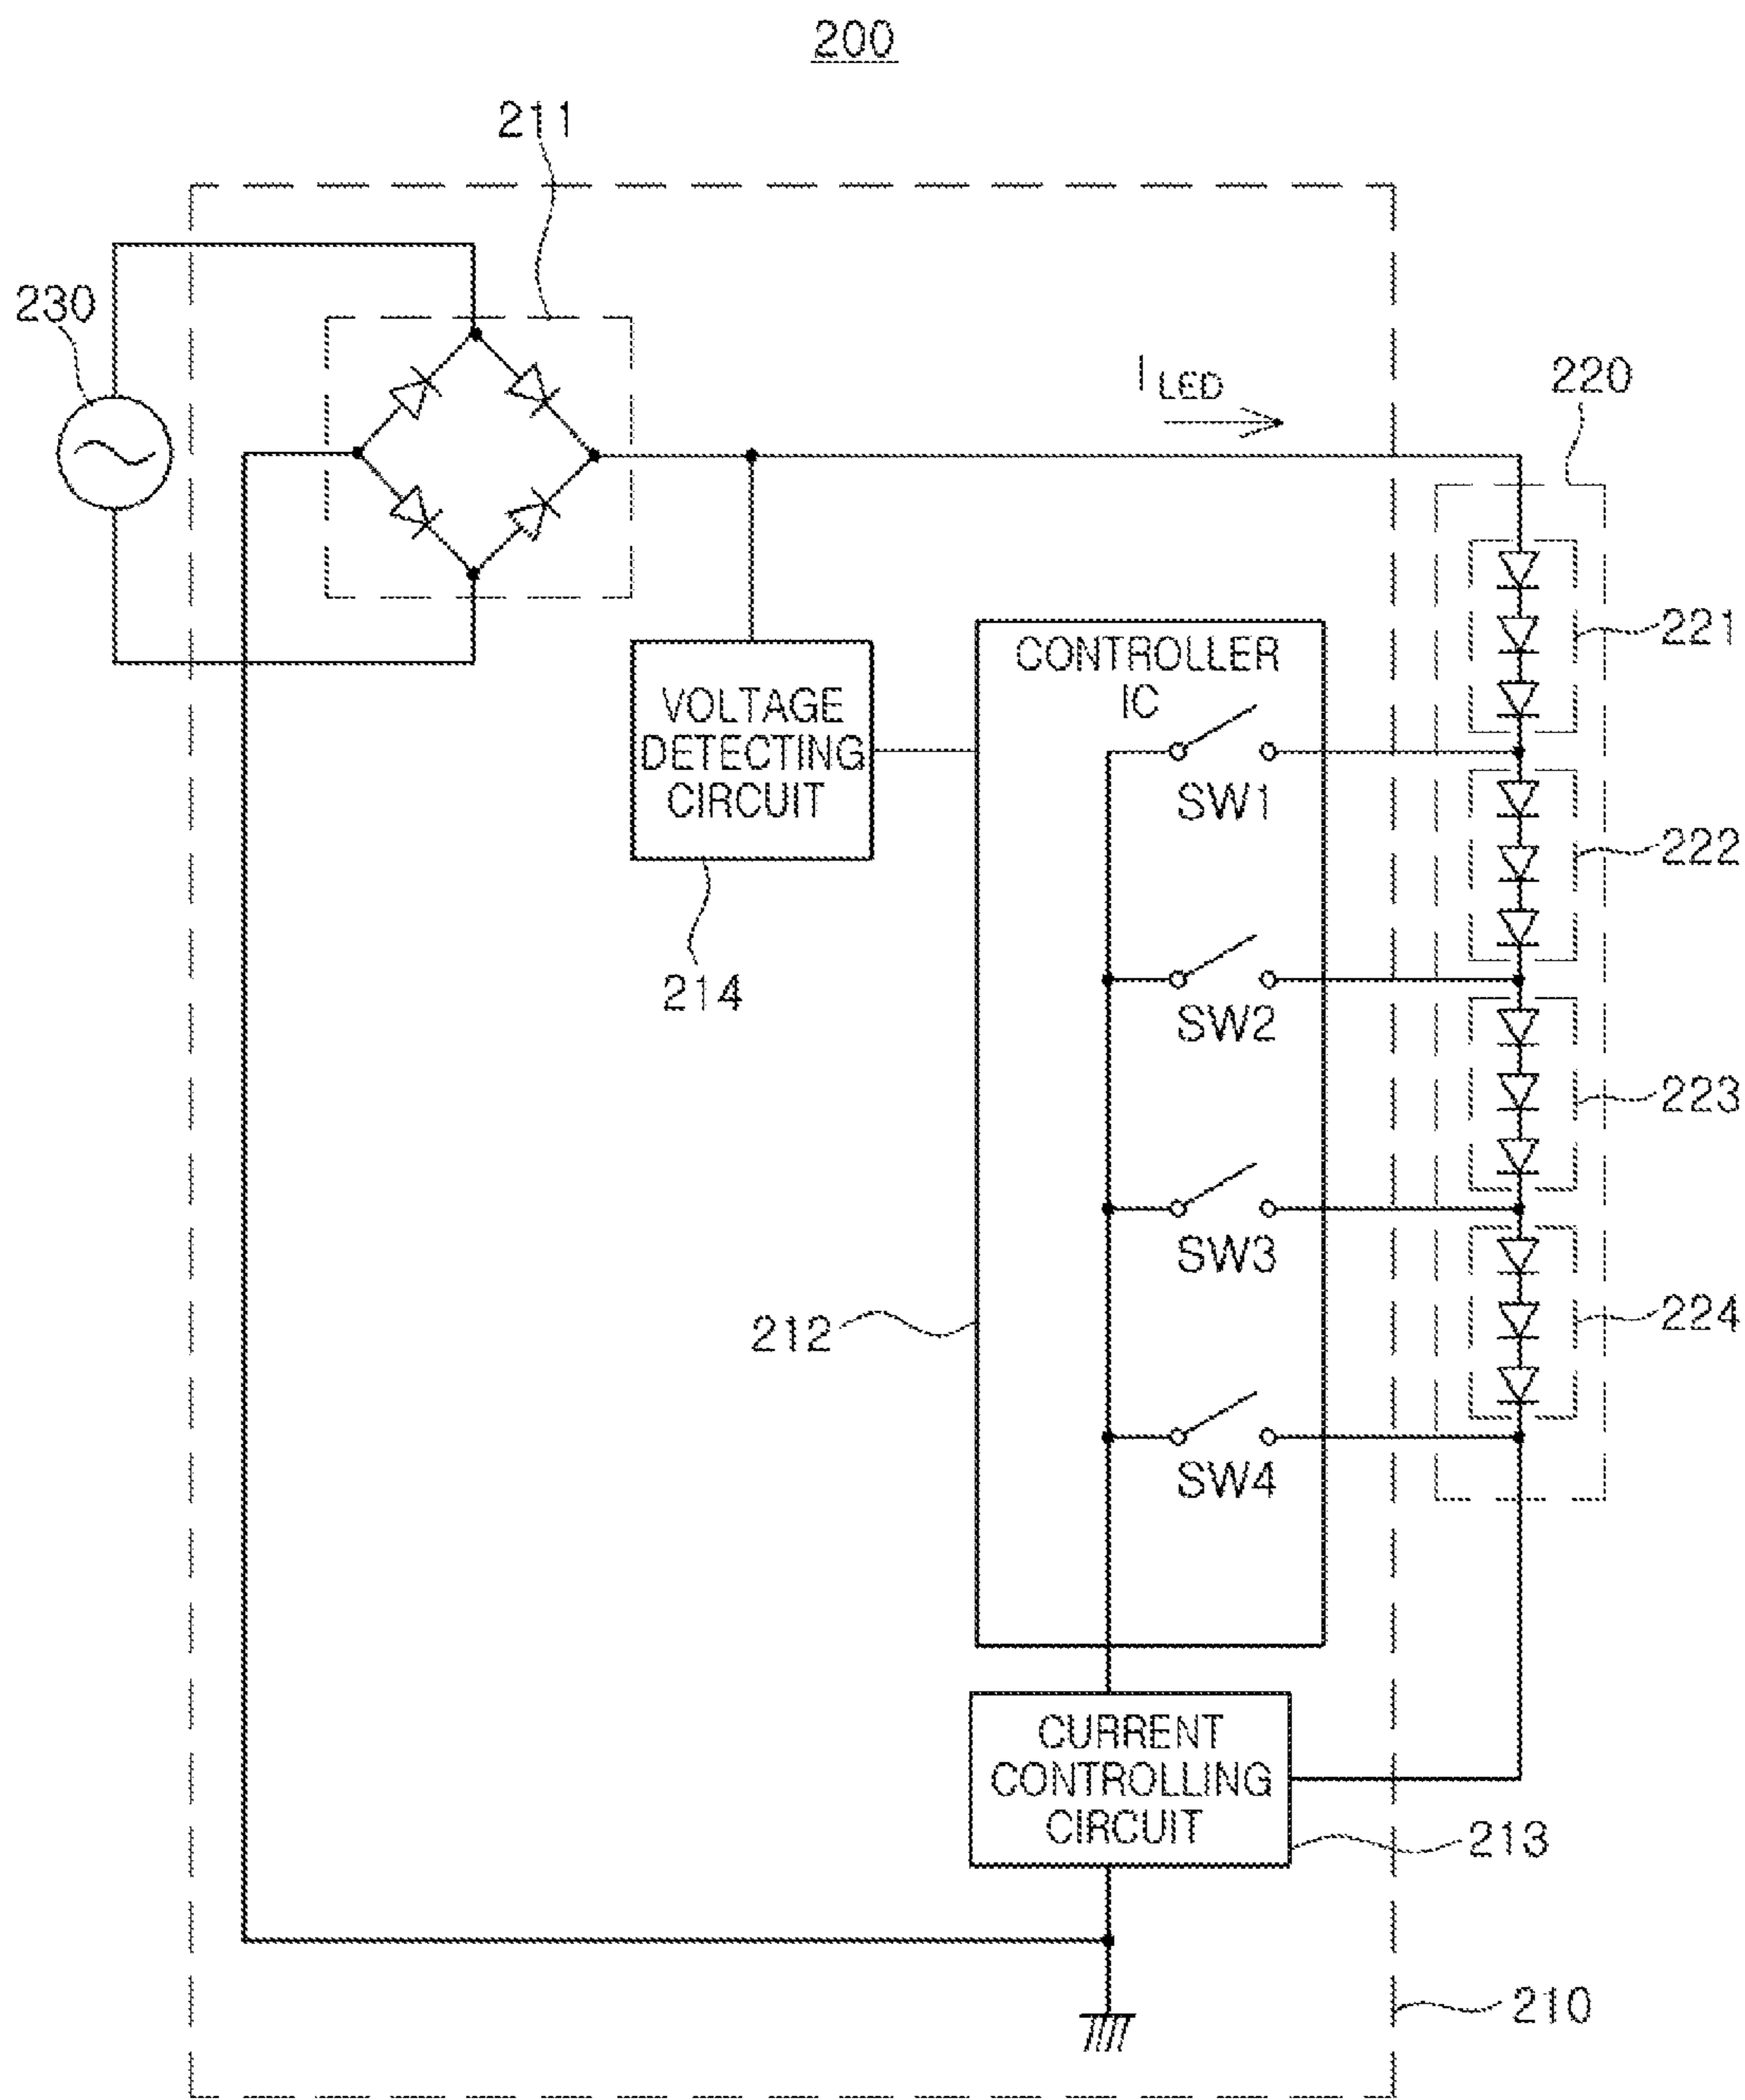 200
211
230
I LED
220
CONTROLLER
IC
221
VOLTAGE
DETECTING
CIRCUIT
SW1
222
214
SW2
223
SW3
212
224
SW4
CURRENT
CONTROLLING
CIRCUIT
213
210